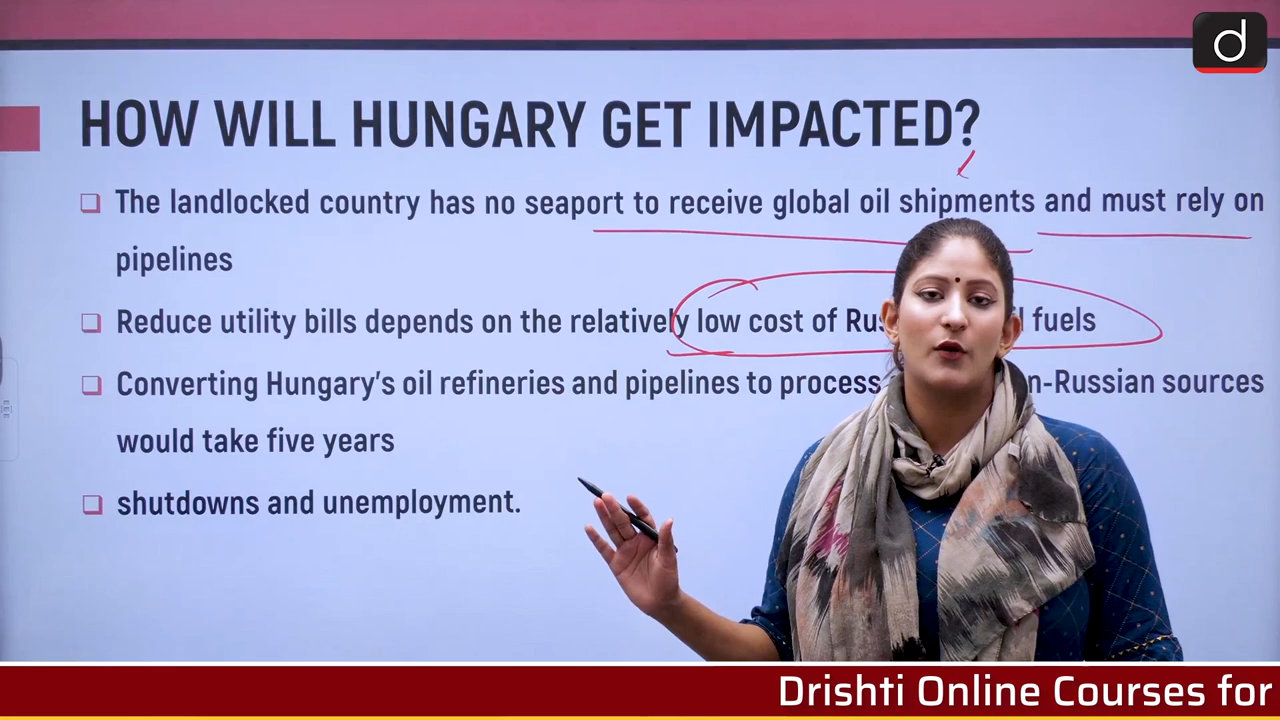 d
HOW WILL HUNGARY GET IMPACTED?
The landlocked country has no seaport to receive global oil shipments and must rely on
pipelines
Reduce utility bills depends on the relatively low cost of fuels
Converting Hungary's oil refineries and pipelines to process n-Russian sources
would take five years
shutdowns and unemployment.
Drishti Online Courses for